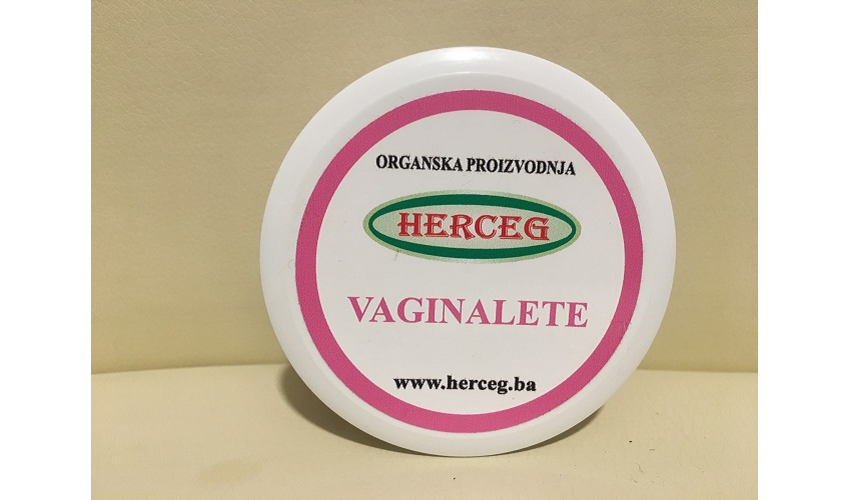 ORGANSKA PROIZVODNJA
HERCEG
VAGINALETE
www.herceg.ba